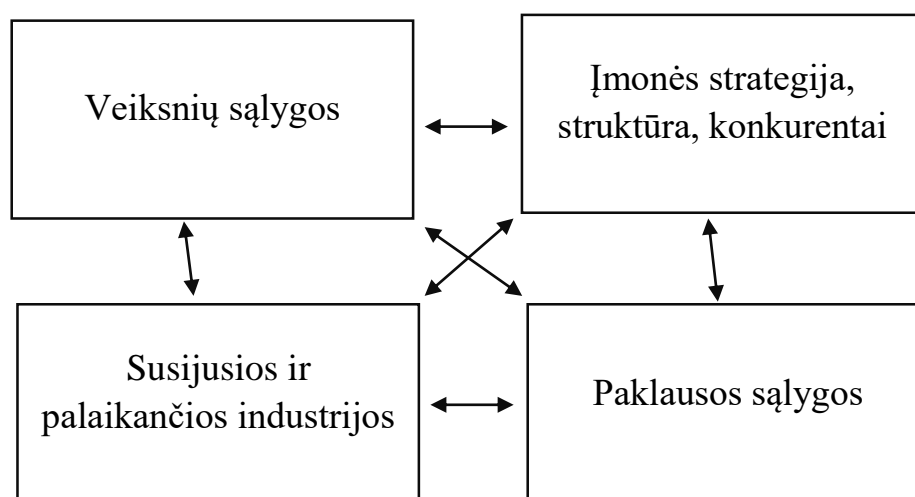 Veiksnių sąlygos
Įmonės strategija,
struktūra, konkurentai
Susijusios ir
palaikančios industrijos
Paklausos sąlygos